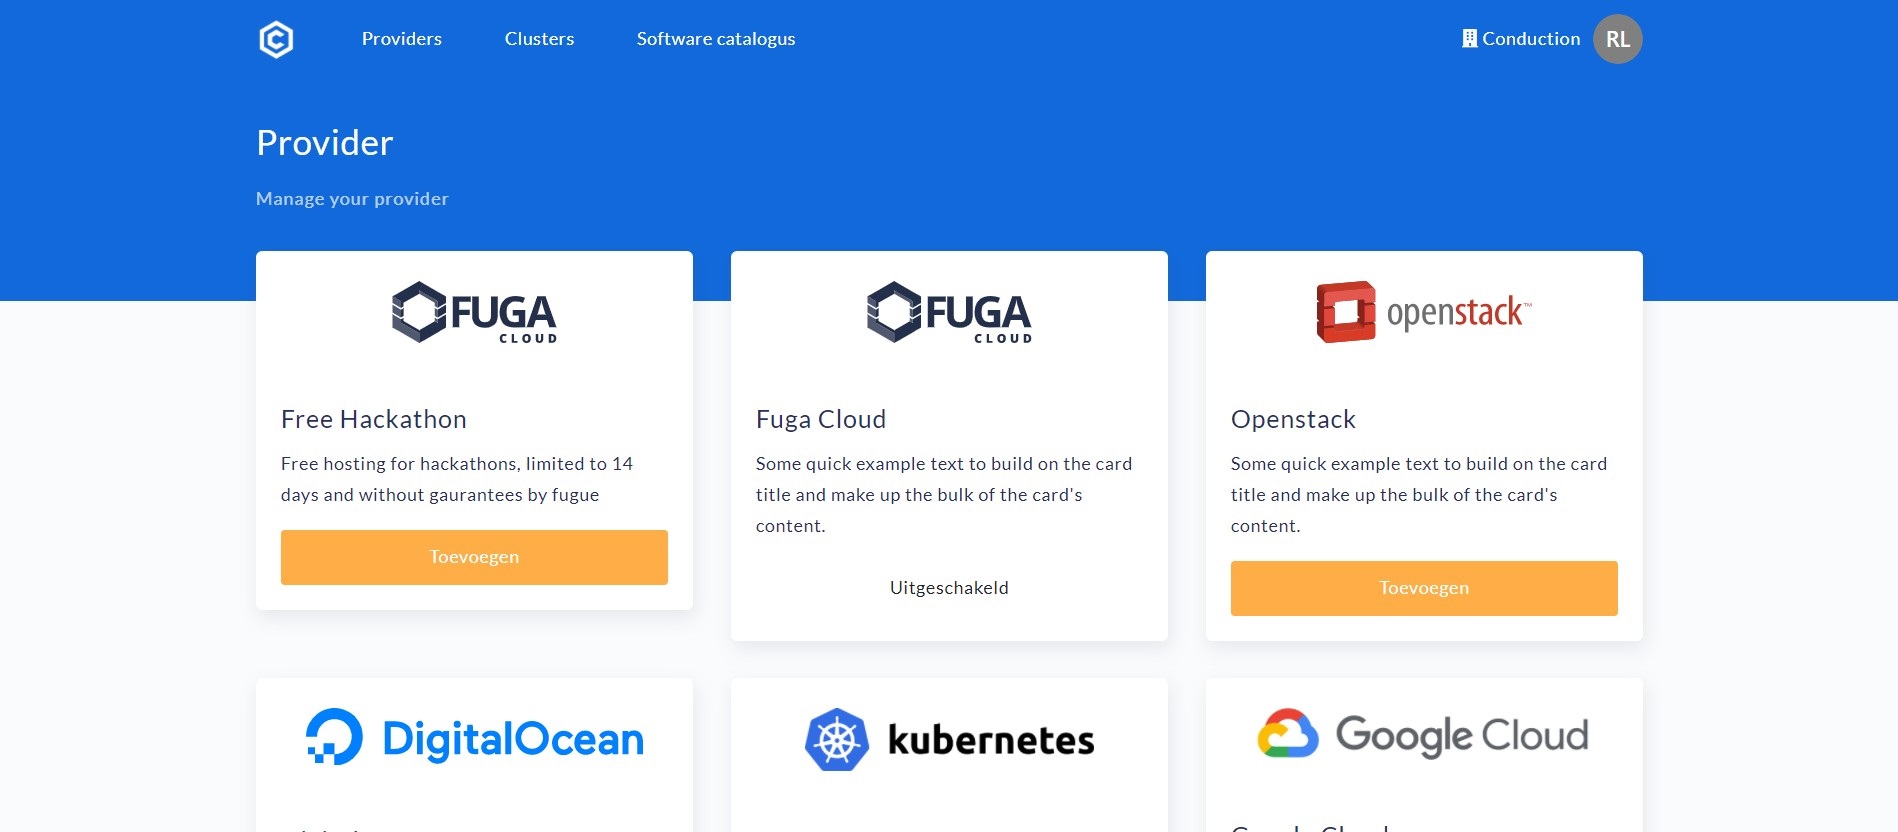 Providers Clusters Software catalogus Conduction RL
Provider
Manage your provider
FUGA
CLOUD
Free Hackathon
Free hosting for hackathons, limited to 14
days and without gaurantees by fugue
Toevoegen
FUGA
CLOUD
Fuga Cloud
Some quick example text to build on the card
title and make up the bulk of the card's
content.
Uitgeschakeld
openstack™
Openstack
Some quick example text to build on the card
title and make up the bulk of the card's
content.
Toevoegen
DigitalOcean
kubernetes
Google Cloud
Google Cloud